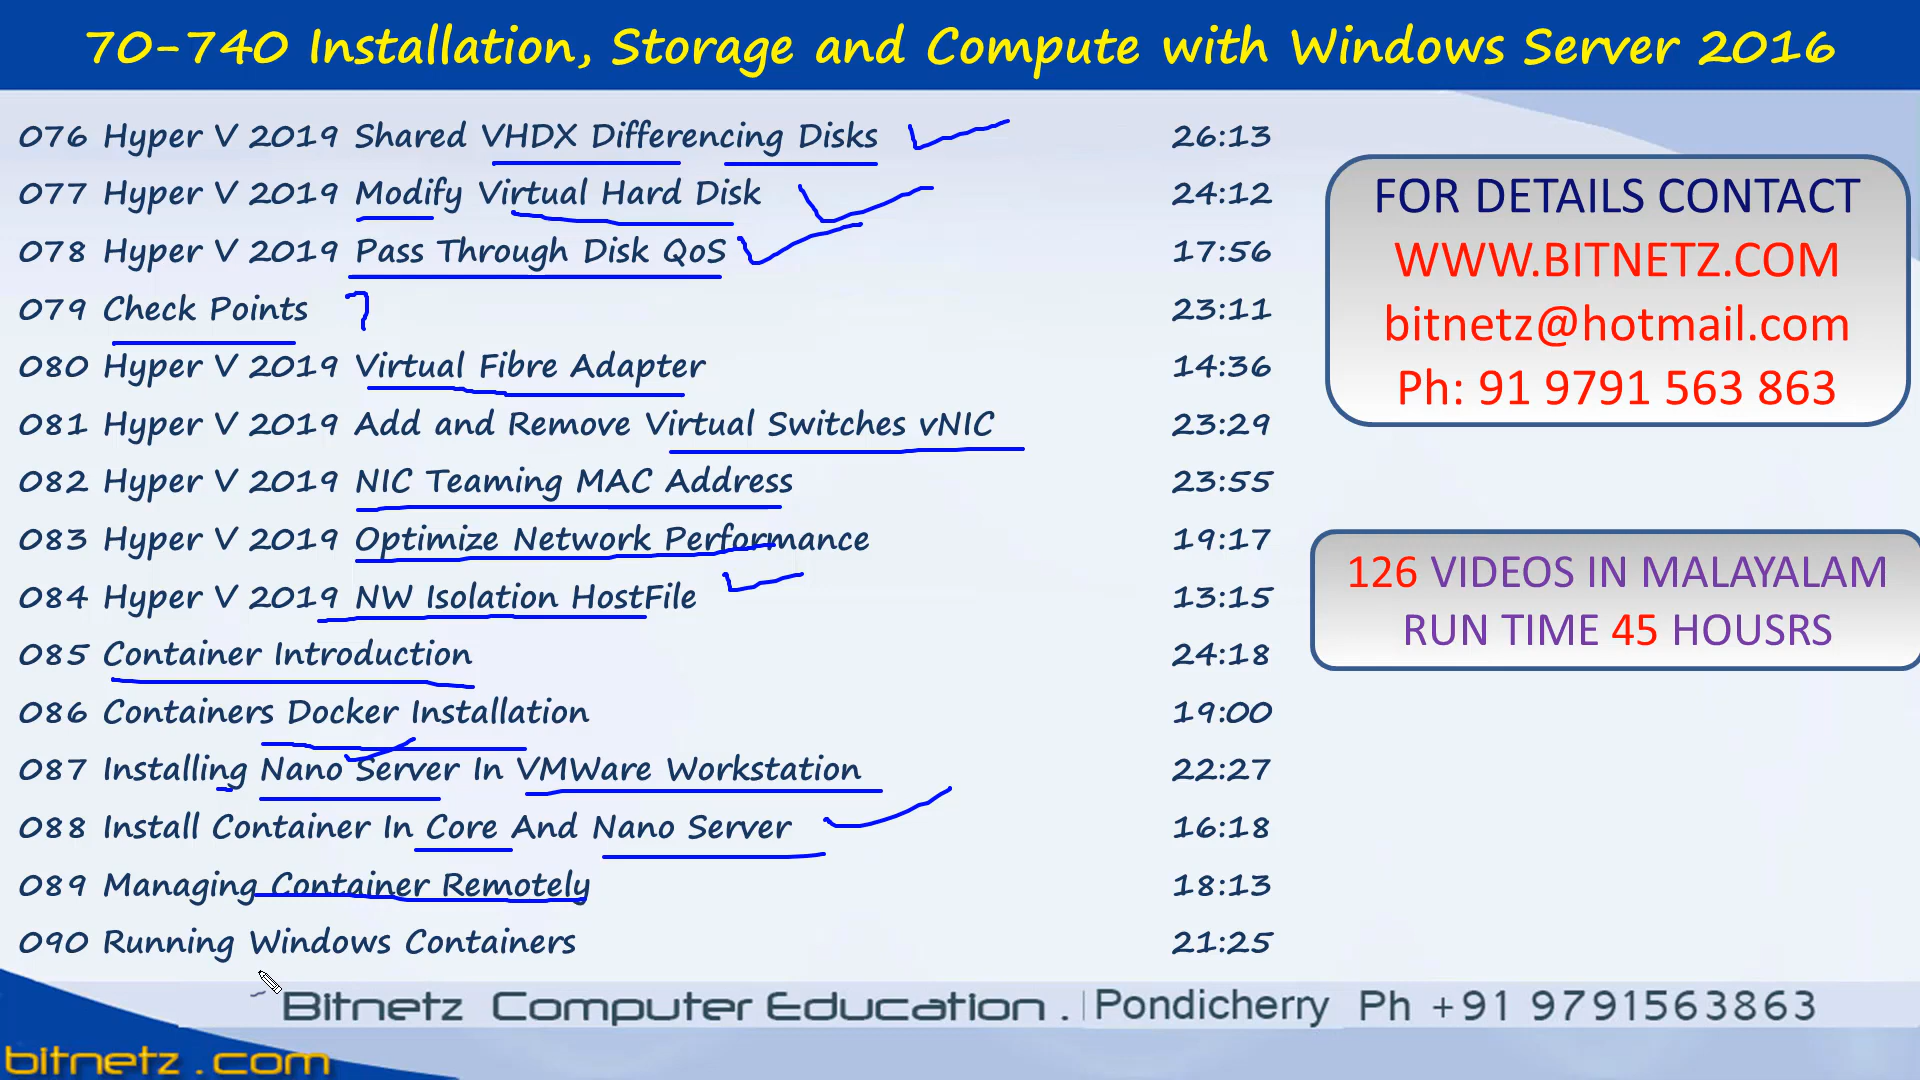 70-740 Installation, Storage and Compute with Windows Server 2016
076 Hyper V 2019 Shared VHDX Differencing Disks 26:13
077 Hyper V 2019 Modify Virtual Hard Disk 24:12
078 Hyper V 2019 Pass Through Disk QoS 17:56
079 Check Points 23:11
080 Hyper V 2019 Virtual Fibre Adapter 14:36
081 Hyper V 2019 Add and Remove Virtual Switches vNIC 23:29
082 Hyper V 2019 NIC Teaming MAC Address 23:55
083 Hyper V 2019 Optimize Network Performance 19:17
084 Hyper V 2019 NW Isolation HostFile 13:15
085 Container Introduction 24:18
086 Containers Docker Installation 19:00
087 Installing Nano Server In VMWare Workstation 22:27
088 Install Container In Core And Nano Server 16:18
089 Managing Container Remotely 18:13
090 Running Windows Containers 21:25
FOR DETAILS CONTACT
WWW.BITNETZ.COM
bitnetz@hotmail.com
Ph: 91 9791 563 863
126 VIDEOS IN MALAYALAM
RUN TIME 45 HOUSRS
Bitnetz Computer Education . | Pondicherry Ph +91 9791563863
bitnetz .com